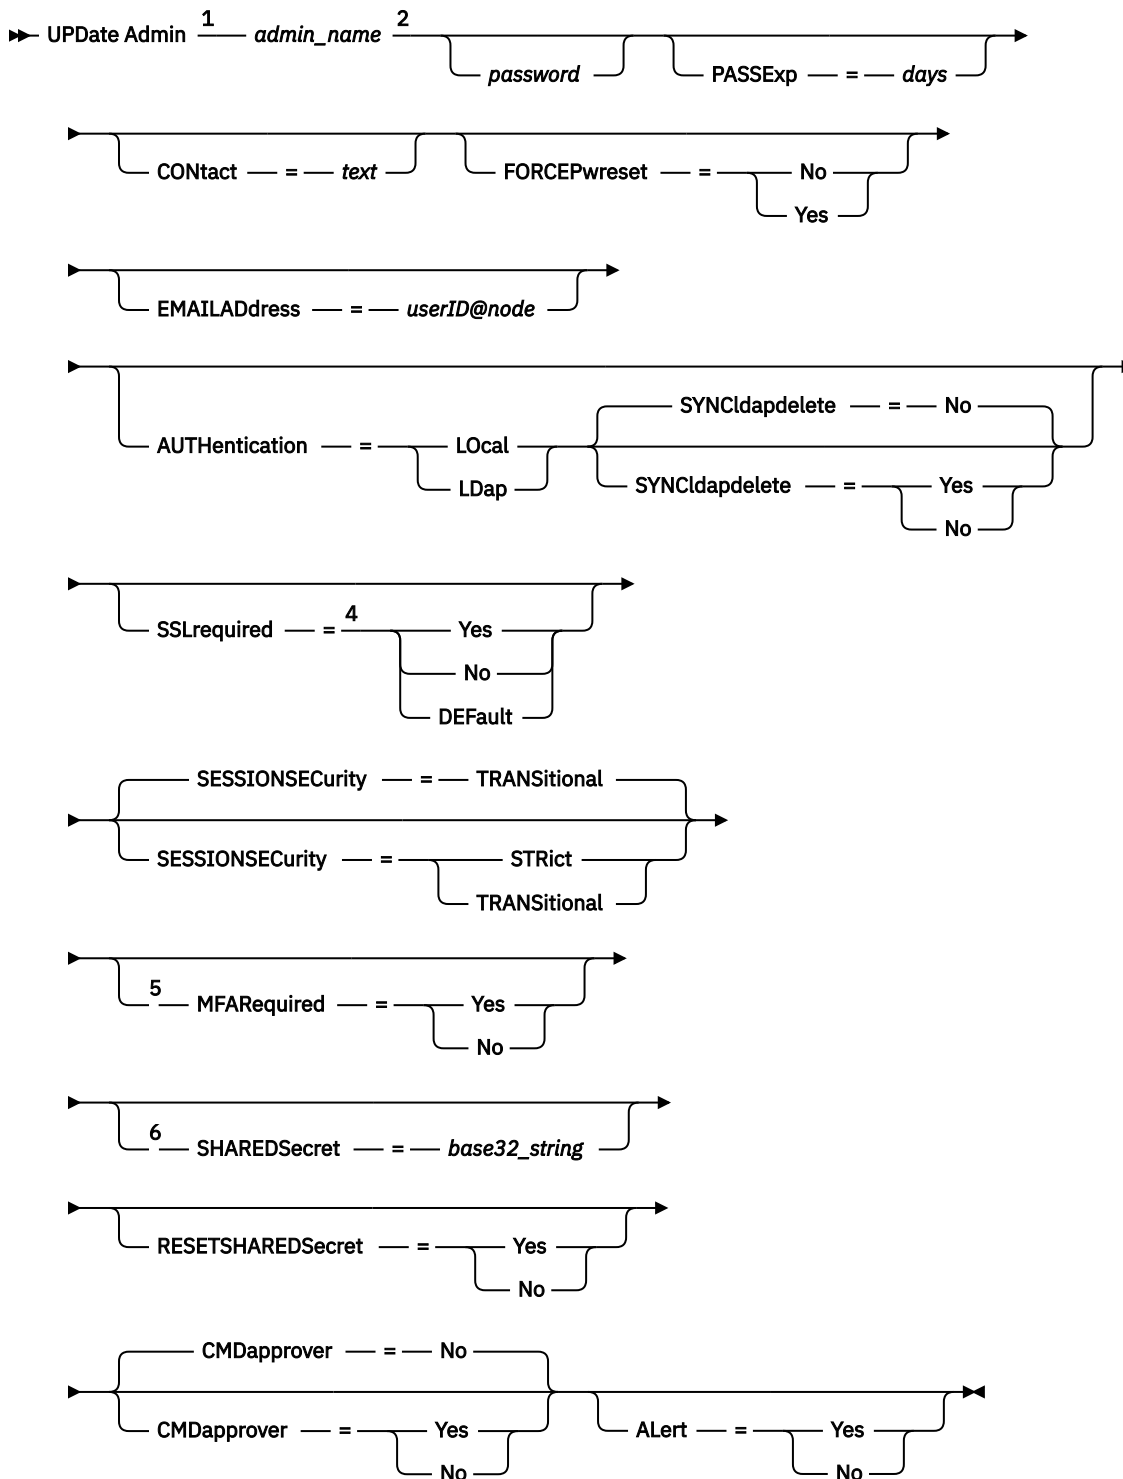 UPDate Admin 1 admin_name 2
password PASSExp = days
CONtact = text FORCEPwreset = No
Yes
EMAILADdress = userID@node
SYNCldapdelete = No
AUTHentication = LOcal
LDap SYNCldapdelete = Yes
No
SSLrequired = 4 Yes
No
DEFault
SESSIONSECurity = TRANSitional
SESSIONSECurity = STRict
TRANSitional
5 MFARequired = Yes
No
6 SHAREDSecret = base32_string
RESETSHAREDSecret = Yes
No
CMDapprover = No
CMDapprover = Yes ALert = Yes
No No